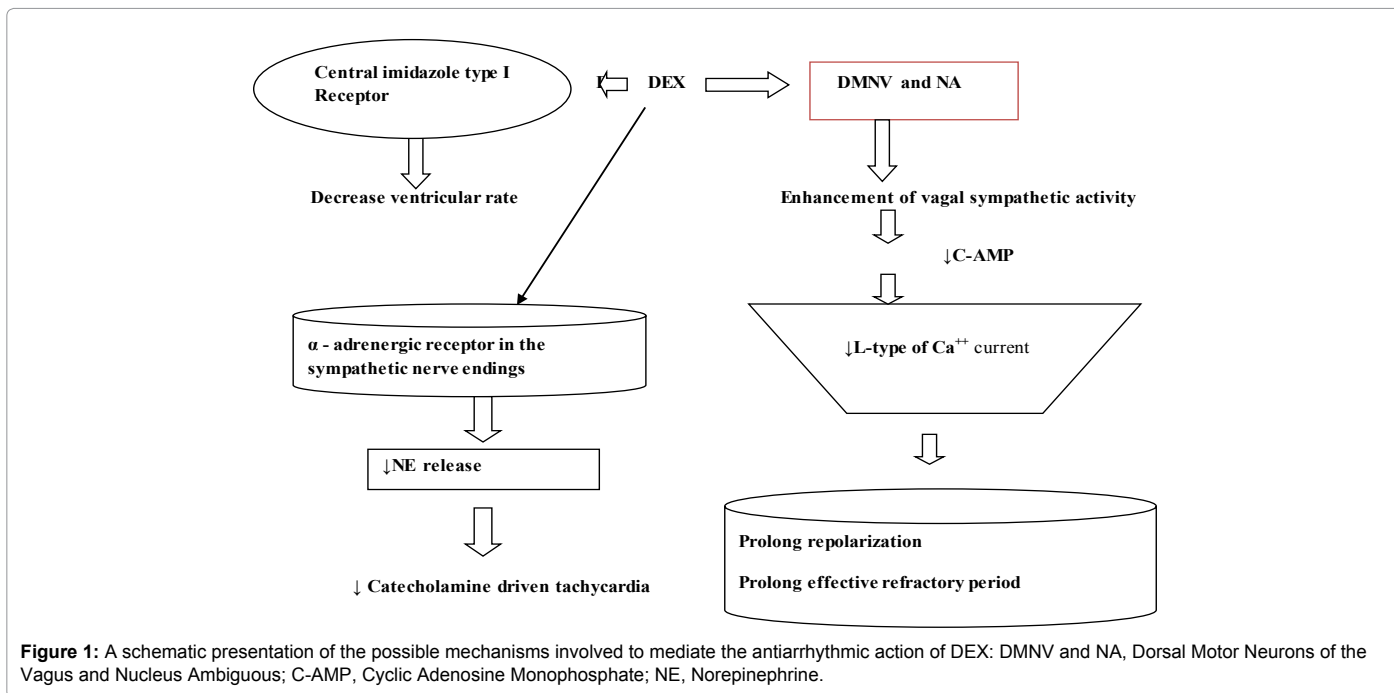 Central imidazole type I
Receptor
DEX
DMNV and NA
Decrease ventricular rate
Enhancement of vagal sympathetic activity
↓C-AMP
α - adrenergic receptor in the
sympathetic nerve endings
↓L-type of Ca⁺⁺ current
↓NE release
Prolong repolarization
Prolong effective refractory period
↓ Catecholamine driven tachycardia
Figure 1: A schematic presentation of the possible mechanisms involved to mediate the antiarrhythmic action of DEX: DMNV and NA, Dorsal Motor Neurons of the
Vagus and Nucleus Ambiguous; C-AMP, Cyclic Adenosine Monophosphate; NE, Norepinephrine.